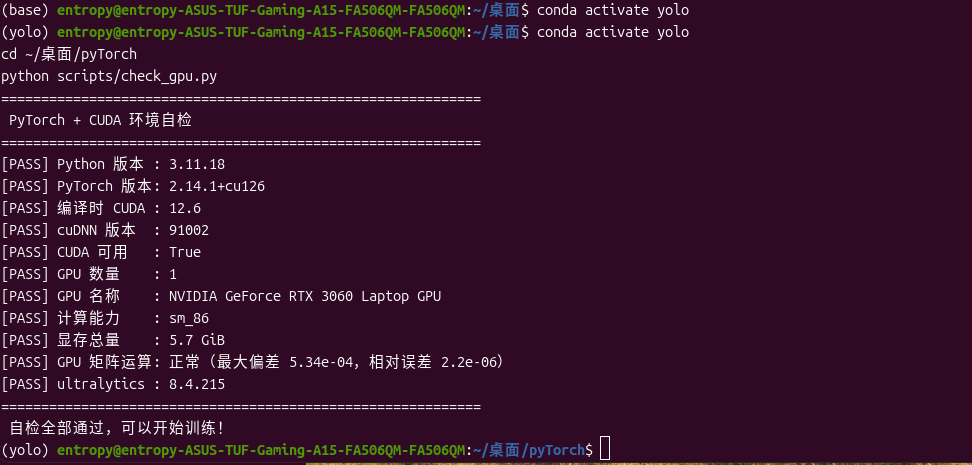 (base) entropy@entropy-ASUS-TUF-Gaming-A15-FA506QM-FA506QM:~/桌面$ conda activate yolo
(yolo) entropy@entropy-ASUS-TUF-Gaming-A15-FA506QM-FA506QM:~/桌面$ conda activate yolo
cd ~/桌面/pyTorch
python scripts/check_gpu.py
============================================================
 PyTorch + CUDA 环境自检
============================================================
[PASS] Python 版本 : 3.11.18
[PASS] PyTorch 版本: 2.14.1+cu126
[PASS] 编译时 CUDA : 12.6
[PASS] cuDNN 版本  : 91002
[PASS] CUDA 可用   : True
[PASS] GPU 数量    : 1
[PASS] GPU 名称    : NVIDIA GeForce RTX 3060 Laptop GPU
[PASS] 计算能力    : sm_86
[PASS] 显存总量    : 5.7 GiB
[PASS] GPU 矩阵运算: 正常（最大偏差 5.34e-04，相对误差 2.2e-06）
[PASS] ultralytics : 8.4.215
============================================================
 自检全部通过，可以开始训练！
(yolo) entropy@entropy-ASUS-TUF-Gaming-A15-FA506QM-FA506QM:~/桌面/pyTorch$